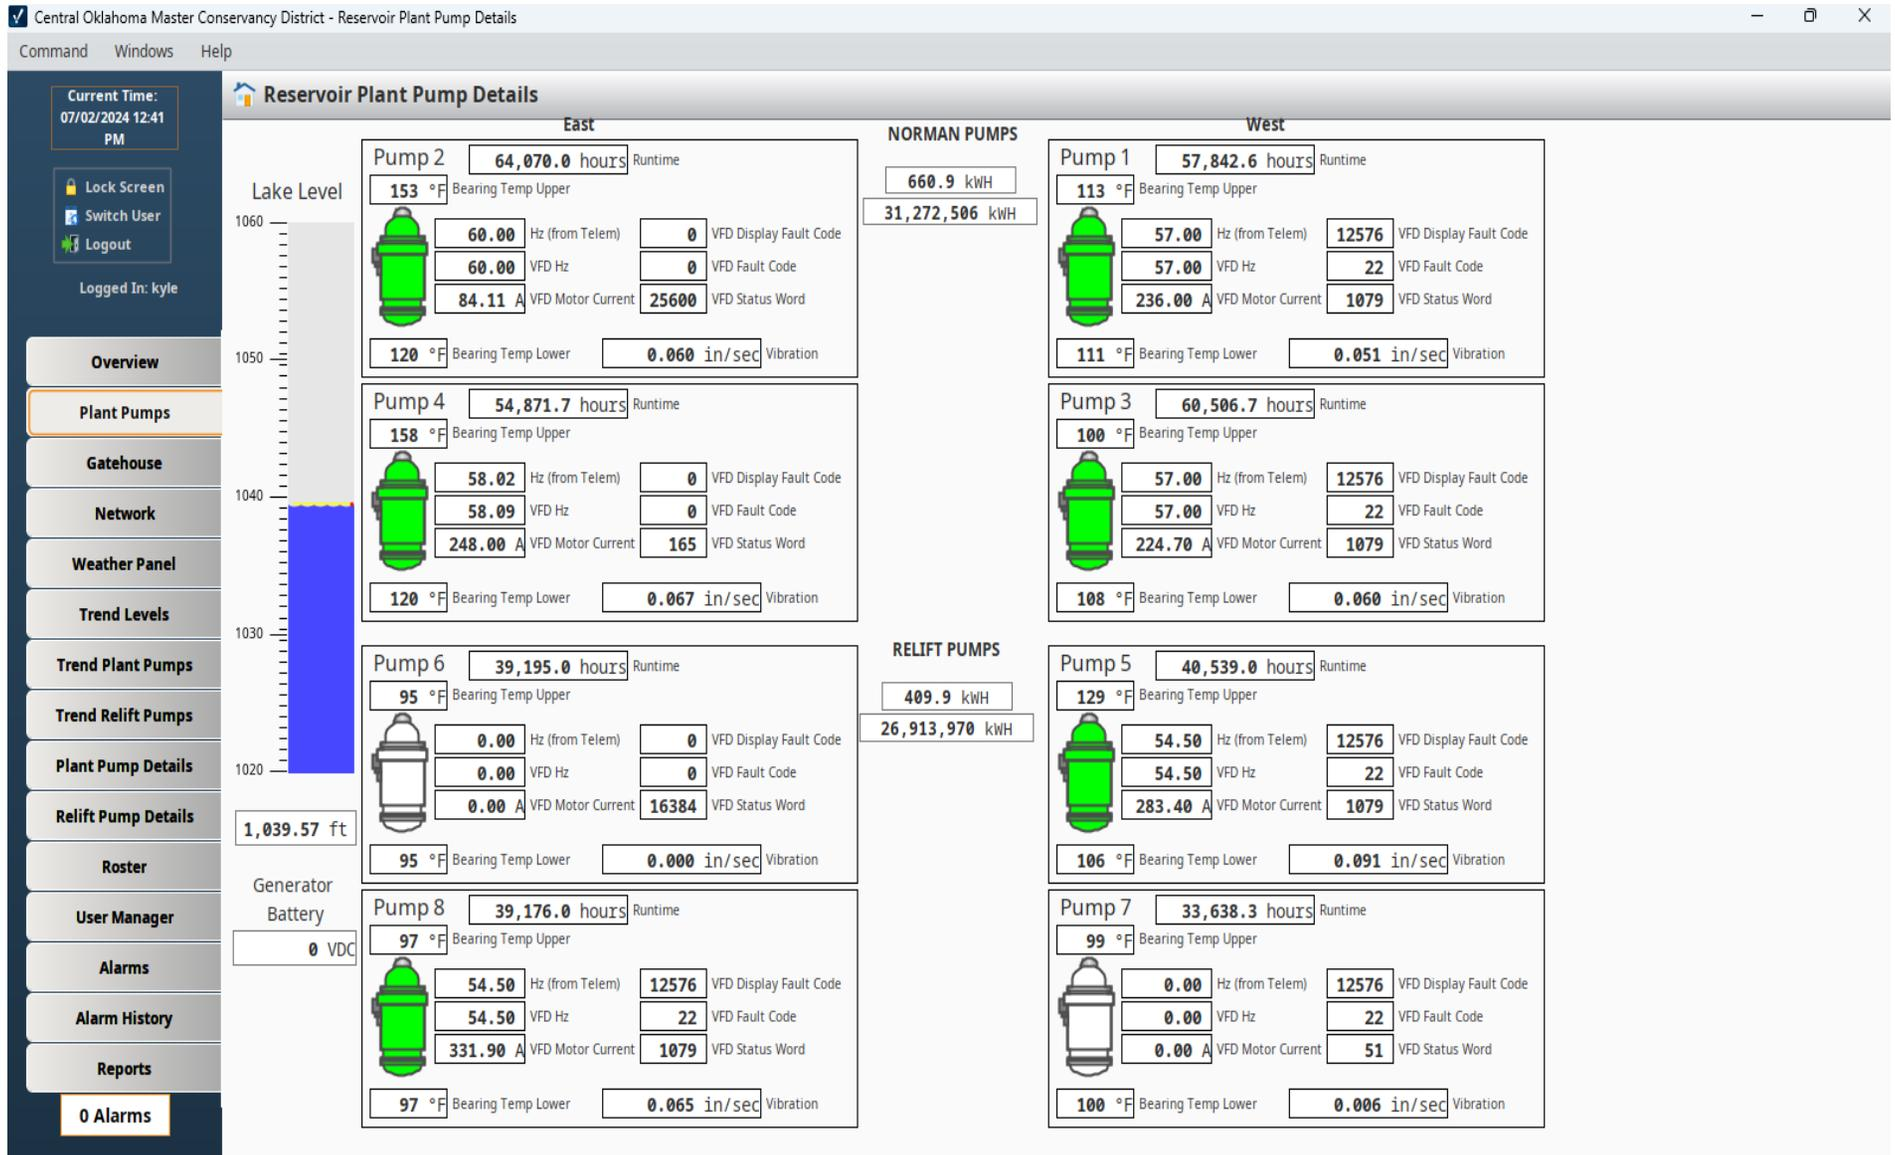 Central Oklahoma Master Conservancy District - Reservoir Plant Pump Details
Command Windows Help
Current Time:
07/02/2024 12:41
PM
Lock Screen
Switch User
Logout
Logged In: kyle
Overview
Plant Pumps
Gatehouse
Network
Weather Panel
Trend Levels
Trend Plant Pumps
Trend Relift Pumps
Plant Pump Details
Relift Pump Details
Roster
User Manager
Alarms
Alarm History
Reports
0 Alarms
Reservoir Plant Pump Details
Lake Level
1060
1050
1040
1030
1020
1,039.57 ft
Generator
Battery
0 VDC
East
Pump 2 64,070.0 hours Runtime
153 °F Bearing Temp Upper
60.00 Hz (from Telem) 0 VFD Display Fault Code
60.00 VFD Hz 0 VFD Fault Code
84.11 A VFD Motor Current 25600 VFD Status Word
120 °F Bearing Temp Lower 0.060 in/sec Vibration
Pump 4 54,871.7 hours Runtime
158 °F Bearing Temp Upper
58.02 Hz (from Telem) 0 VFD Display Fault Code
58.09 VFD Hz 0 VFD Fault Code
248.00 A VFD Motor Current 165 VFD Status Word
120 °F Bearing Temp Lower 0.067 in/sec Vibration
Pump 6 39,195.0 hours Runtime
95 °F Bearing Temp Upper
0.00 Hz (from Telem) 0 VFD Display Fault Code
0.00 VFD Hz 0 VFD Fault Code
0.00 A VFD Motor Current 16384 VFD Status Word
95 °F Bearing Temp Lower 0.000 in/sec Vibration
Pump 8 39,176.0 hours Runtime
97 °F Bearing Temp Upper
54.50 Hz (from Telem) 12576 VFD Display Fault Code
54.50 VFD Hz 22 VFD Fault Code
331.90 A VFD Motor Current 1079 VFD Status Word
97 °F Bearing Temp Lower 0.065 in/sec Vibration
NORMAN PUMPS
660.9 kWH
31,272,506 kWH
RELIFT PUMPS
409.9 kWH
26,913,970 kWH
West
Pump 1 57,842.6 hours Runtime
113 °F Bearing Temp Upper
57.00 Hz (from Telem) 12576 VFD Display Fault Code
57.00 VFD Hz 22 VFD Fault Code
236.00 A VFD Motor Current 1079 VFD Status Word
111 °F Bearing Temp Lower 0.051 in/sec Vibration
Pump 3 60,506.7 hours Runtime
100 °F Bearing Temp Upper
57.00 Hz (from Telem) 12576 VFD Display Fault Code
57.00 VFD Hz 22 VFD Fault Code
224.70 A VFD Motor Current 1079 VFD Status Word
108 °F Bearing Temp Lower 0.060 in/sec Vibration
Pump 5 40,539.0 hours Runtime
129 °F Bearing Temp Upper
54.50 Hz (from Telem) 12576 VFD Display Fault Code
54.50 VFD Hz 22 VFD Fault Code
283.40 A VFD Motor Current 1079 VFD Status Word
106 °F Bearing Temp Lower 0.091 in/sec Vibration
Pump 7 33,638.3 hours Runtime
99 °F Bearing Temp Upper
0.00 Hz (from Telem) 12576 VFD Display Fault Code
0.00 VFD Hz 22 VFD Fault Code
0.00 A VFD Motor Current 51 VFD Status Word
100 °F Bearing Temp Lower 0.006 in/sec Vibration